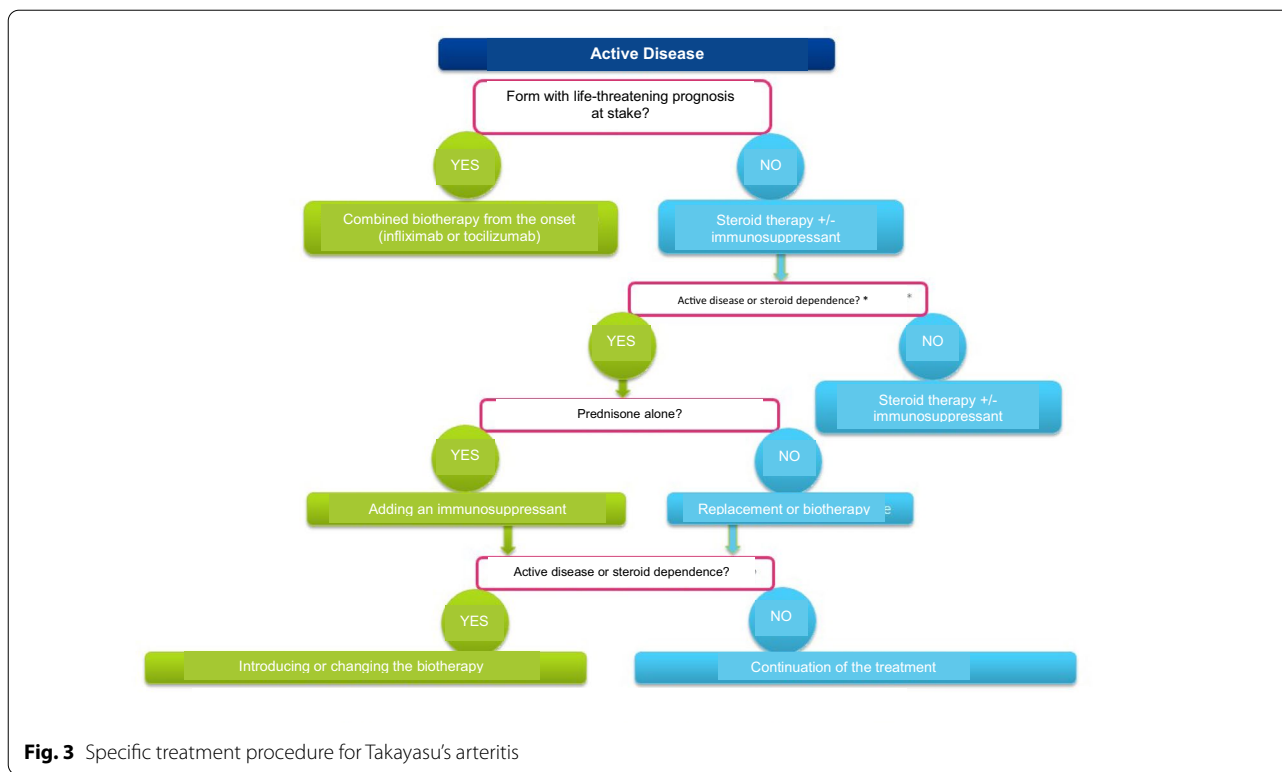 Active Disease
Form with life-threatening prognosis
at stake?
YES
NO
Combined biotherapy from the onset
(infliximab or tocilizumab)
Steroid therapy +/-
immunosuppressant
Active disease or steroid dependence? * *
YES
NO
Steroid therapy +/-
immunosuppressant
Prednisone alone?
YES
NO
Adding an immunosuppressant
Replacement or biotherapy e
Active disease or steroid dependence?
YES
NO
Introducing or changing the biotherapy
Continuation of the treatment
Fig. 3 Specific treatment procedure for Takayasu’s arteritis